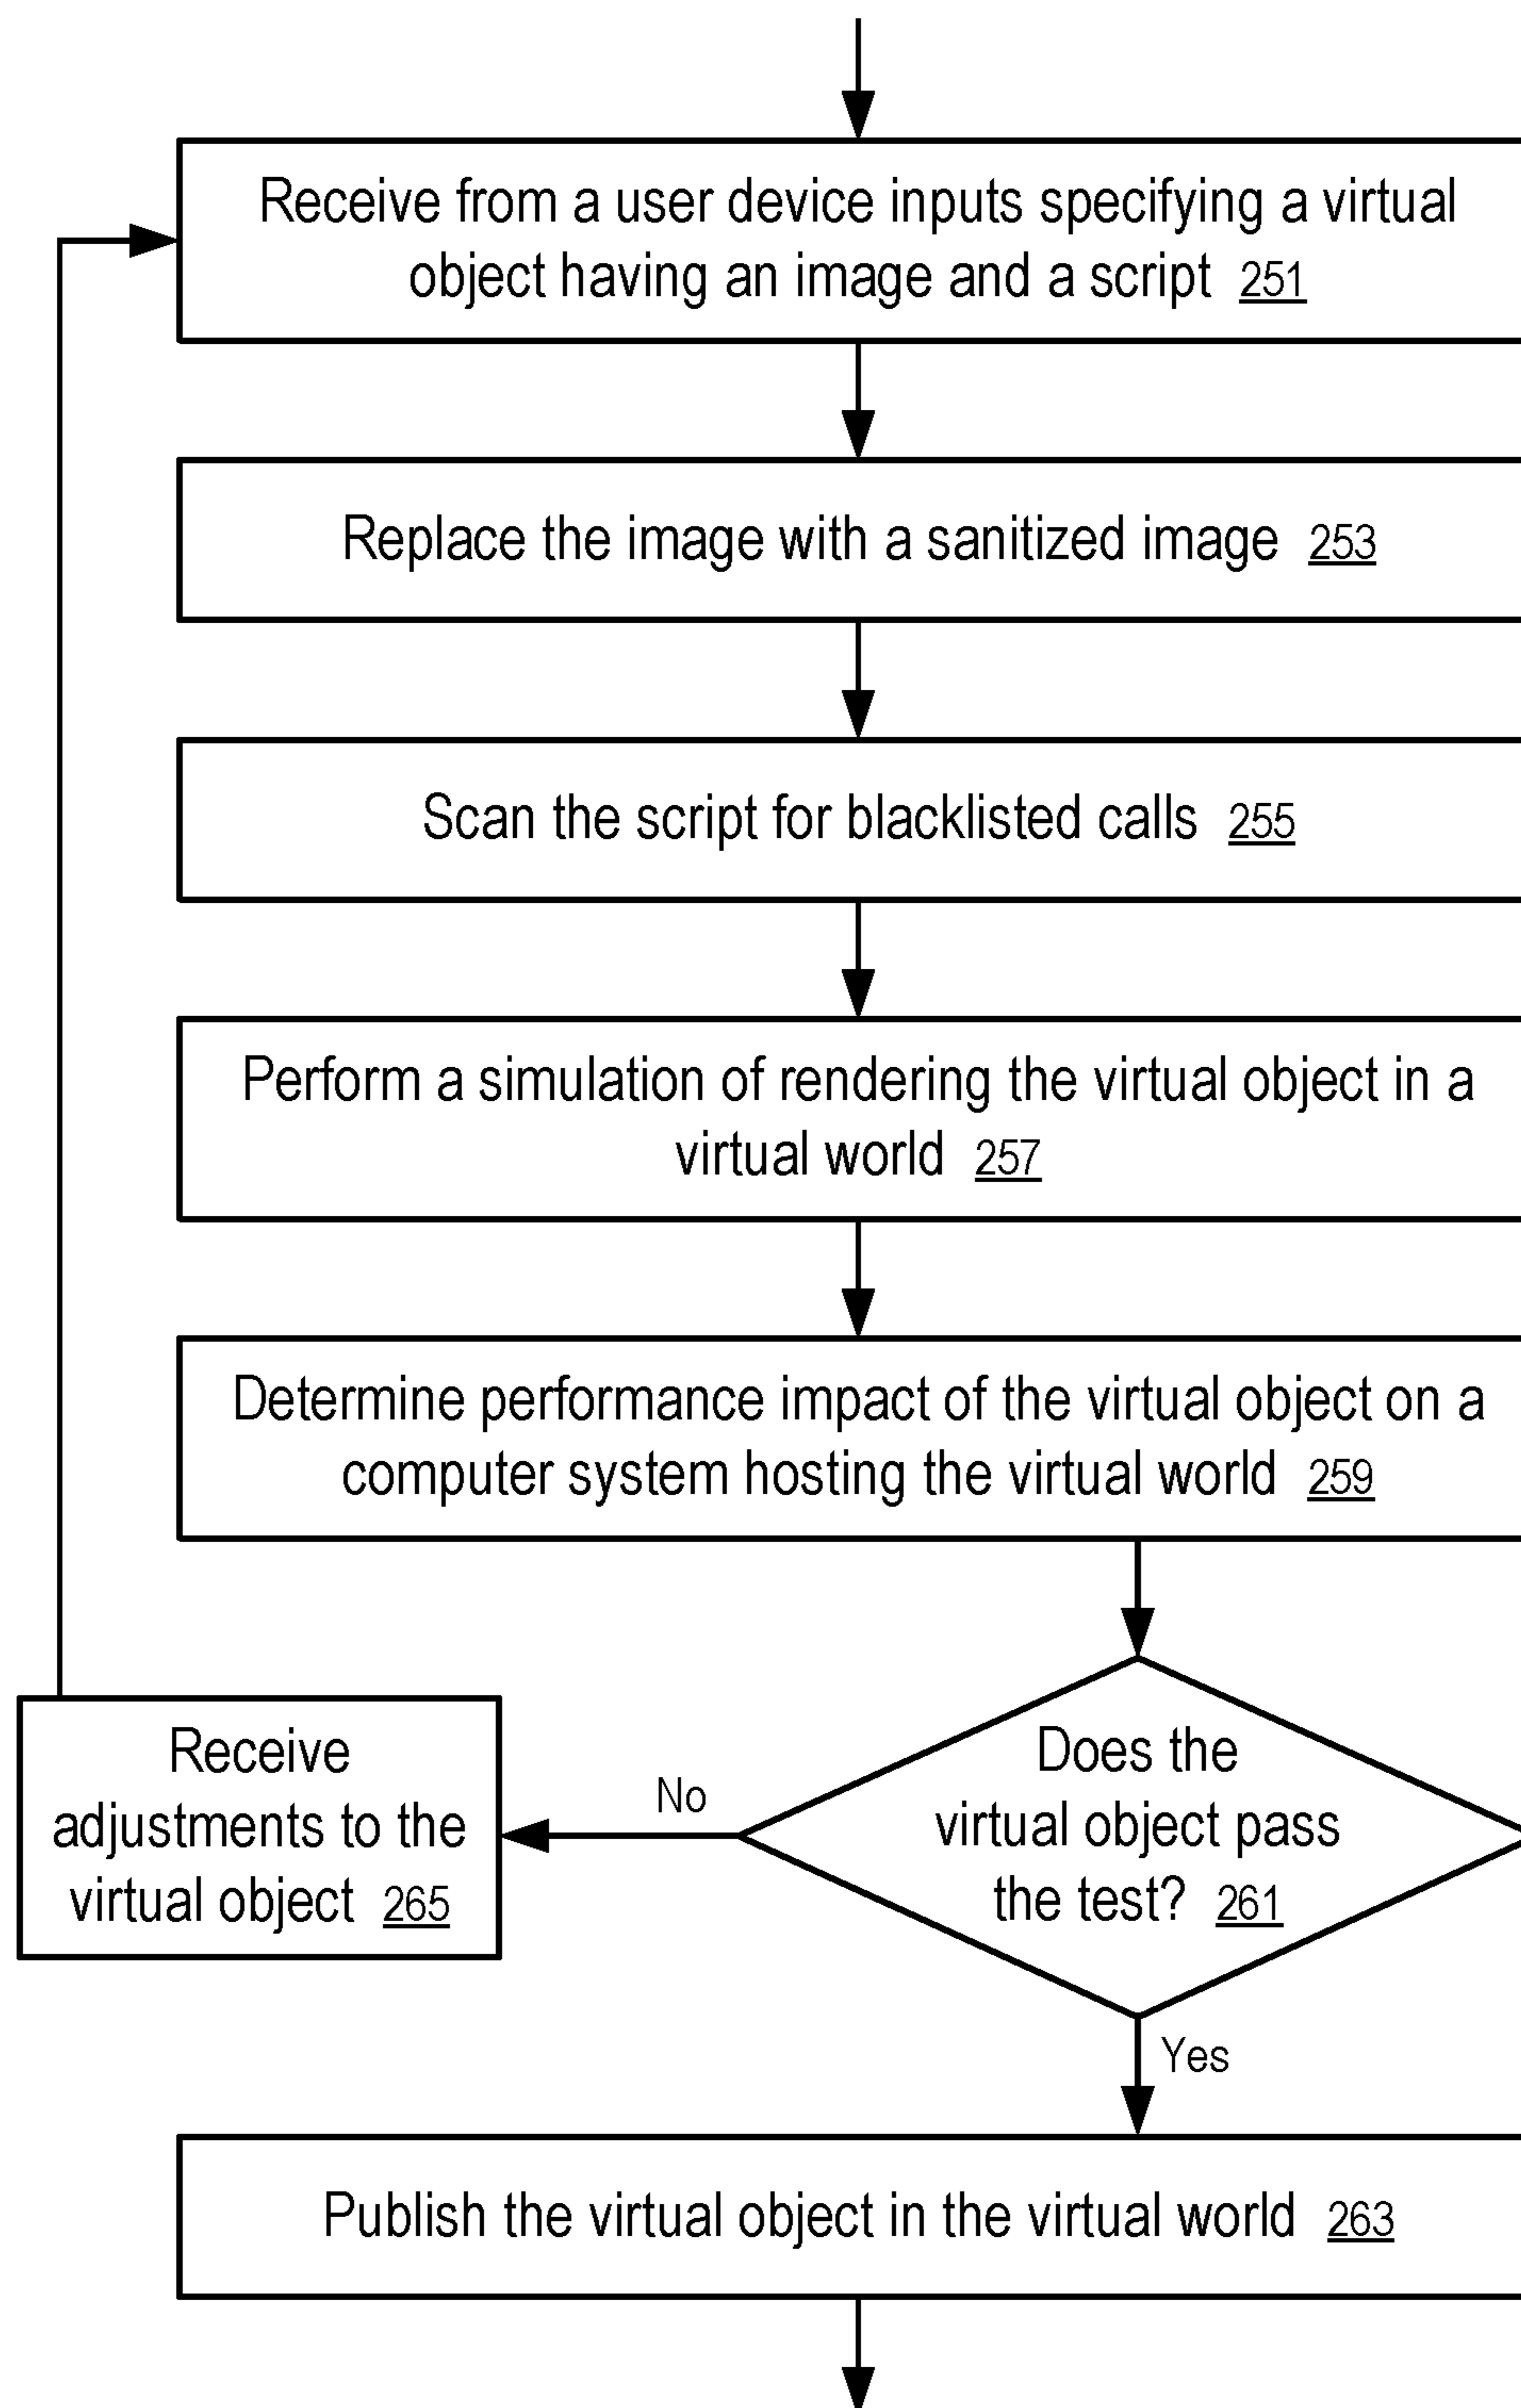 Receive from a user device inputs specifying a virtual
object having an image and a script 251
Replace the image with a sanitized image 253
Scan the script for blacklisted calls 255
Perform a simulation of rendering the virtual object in a
virtual world 257
Determine performance impact of the virtual object on a
computer system hosting the virtual world 259
Does the
virtual object pass
the test? 261
No
Receive
adjustments to the
virtual object 265
Yes
Publish the virtual object in the virtual world 263